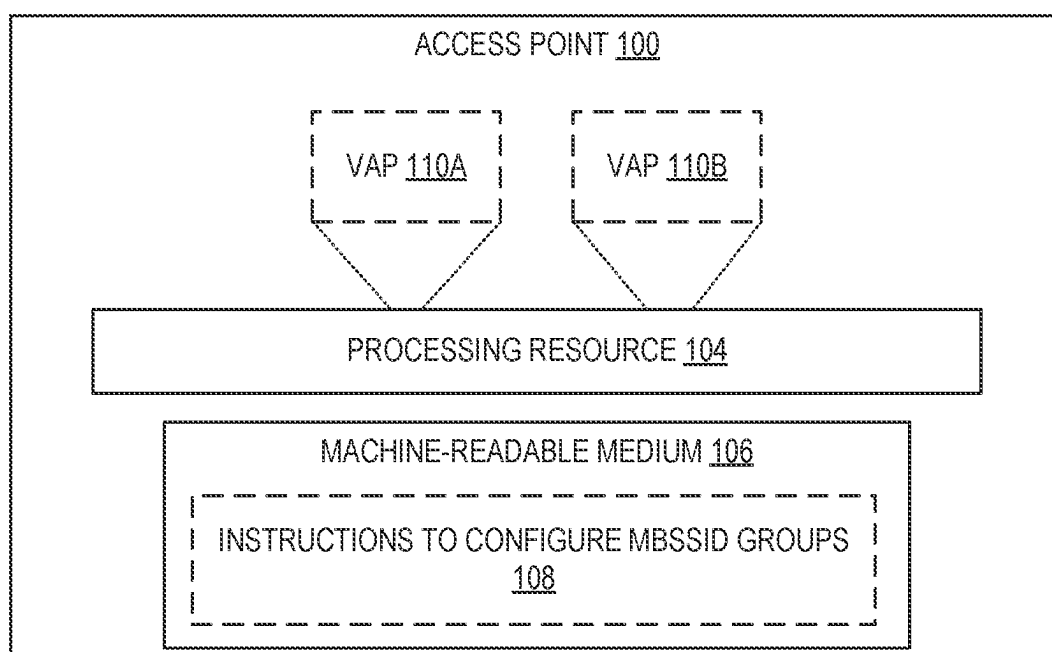 ACCESS POINT 100
VAP 110A
VAP 110B
PROCESSING RESOURCE 104
MACHINE-READABLE MEDIUM 106
INSTRUCTIONS TO CONFIGURE MBSSID GROUPS
108